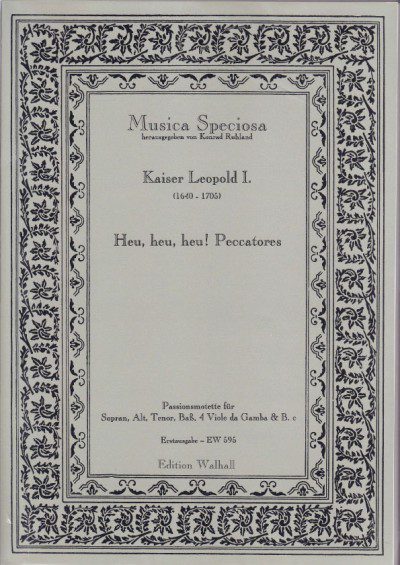 Musica Speciosa
herausgegeben von Konrad Ruhland
Kaiser Leopold I.
(1640 - 1705)
Heu, heu, heu! Peccatores
Passionsmotette für
Sopran, Alt, Tenor, Baß, 4 Viole da Gamba & B. c
Erstausgabe – EW 595
Edition Walhall